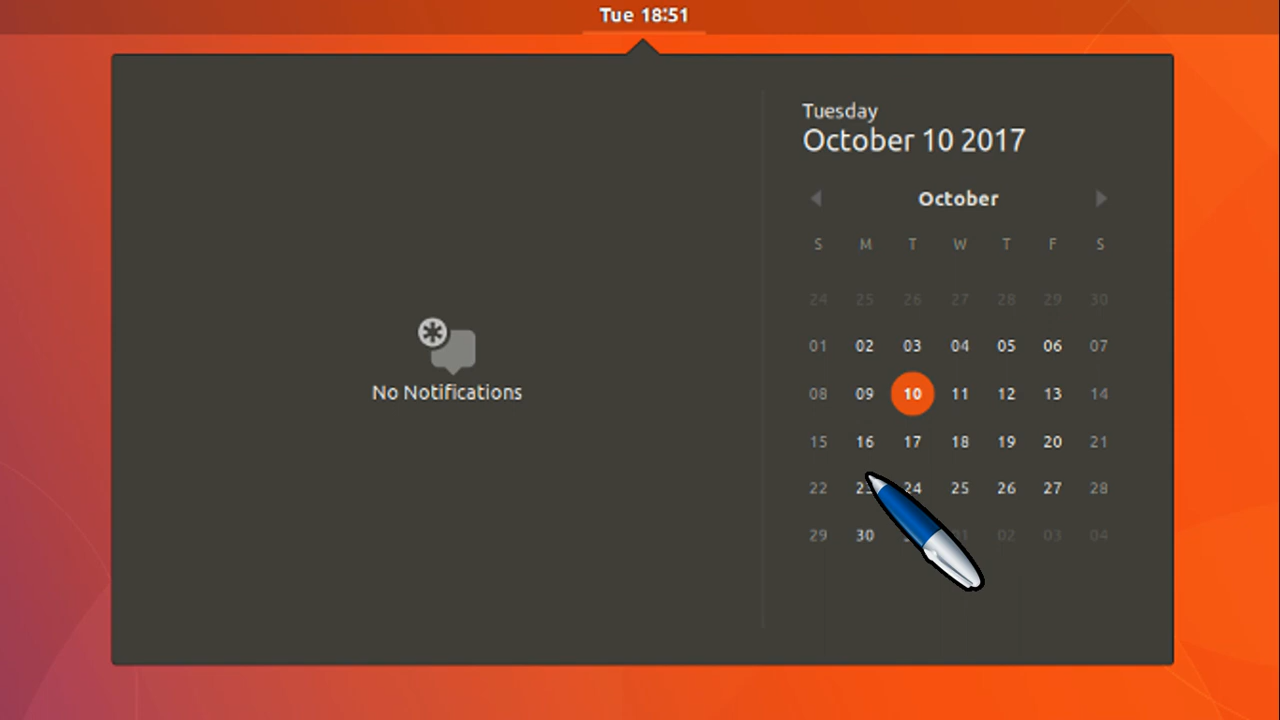 Tue 18:51
No Notifications
Tuesday
October 10 2017
October
S M T W T F S
24 25 26 27 28 29 30
01 02 03 04 05 06 07
08 09 10 11 12 13 14
15 16 17 18 19 20 21
22 23 24 25 26 27 28
29 30 01 02 03 04